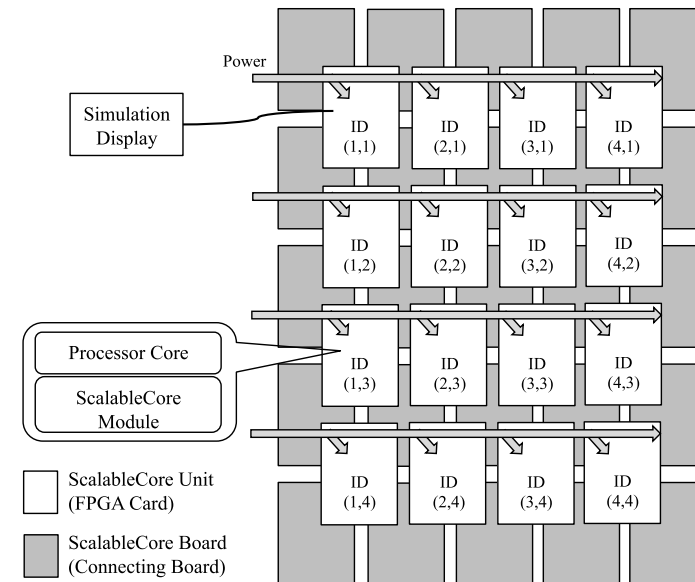 Power
Simulation
Display
ID
(1,1)
ID
(2,1)
ID
(3,1)
ID
(4,1)
ID
(1,2)
ID
(2,2)
ID
(3,2)
ID
(4,2)
Processor Core
ScalableCore
Module
ID
(1,3)
ID
(2,3)
ID
(3,3)
ID
(4,3)
ID
(1,4)
ID
(2,4)
ID
(3,4)
ID
(4,4)
ScalableCore Unit
(FPGA Card)
ScalableCore Board
(Connecting Board)